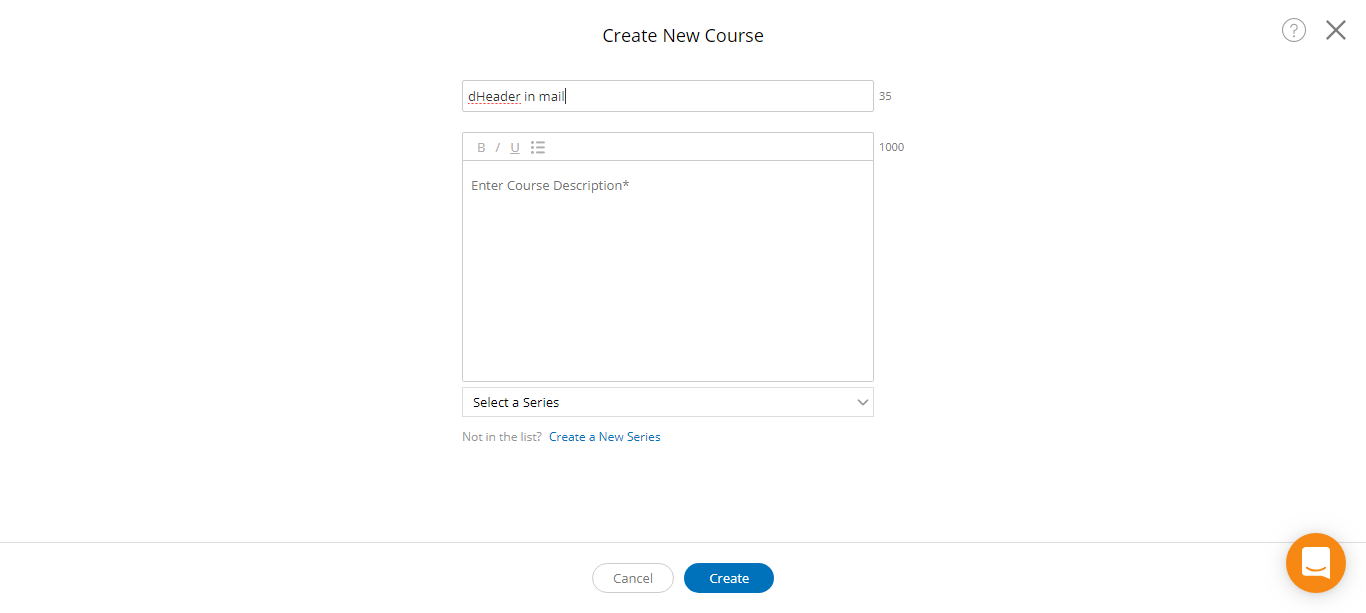 Create New Course
?
dHeader in mail
35
B I U
1000
Enter Course Description*
Select a Series
Not in the list? Create a New Series
Cancel
Create